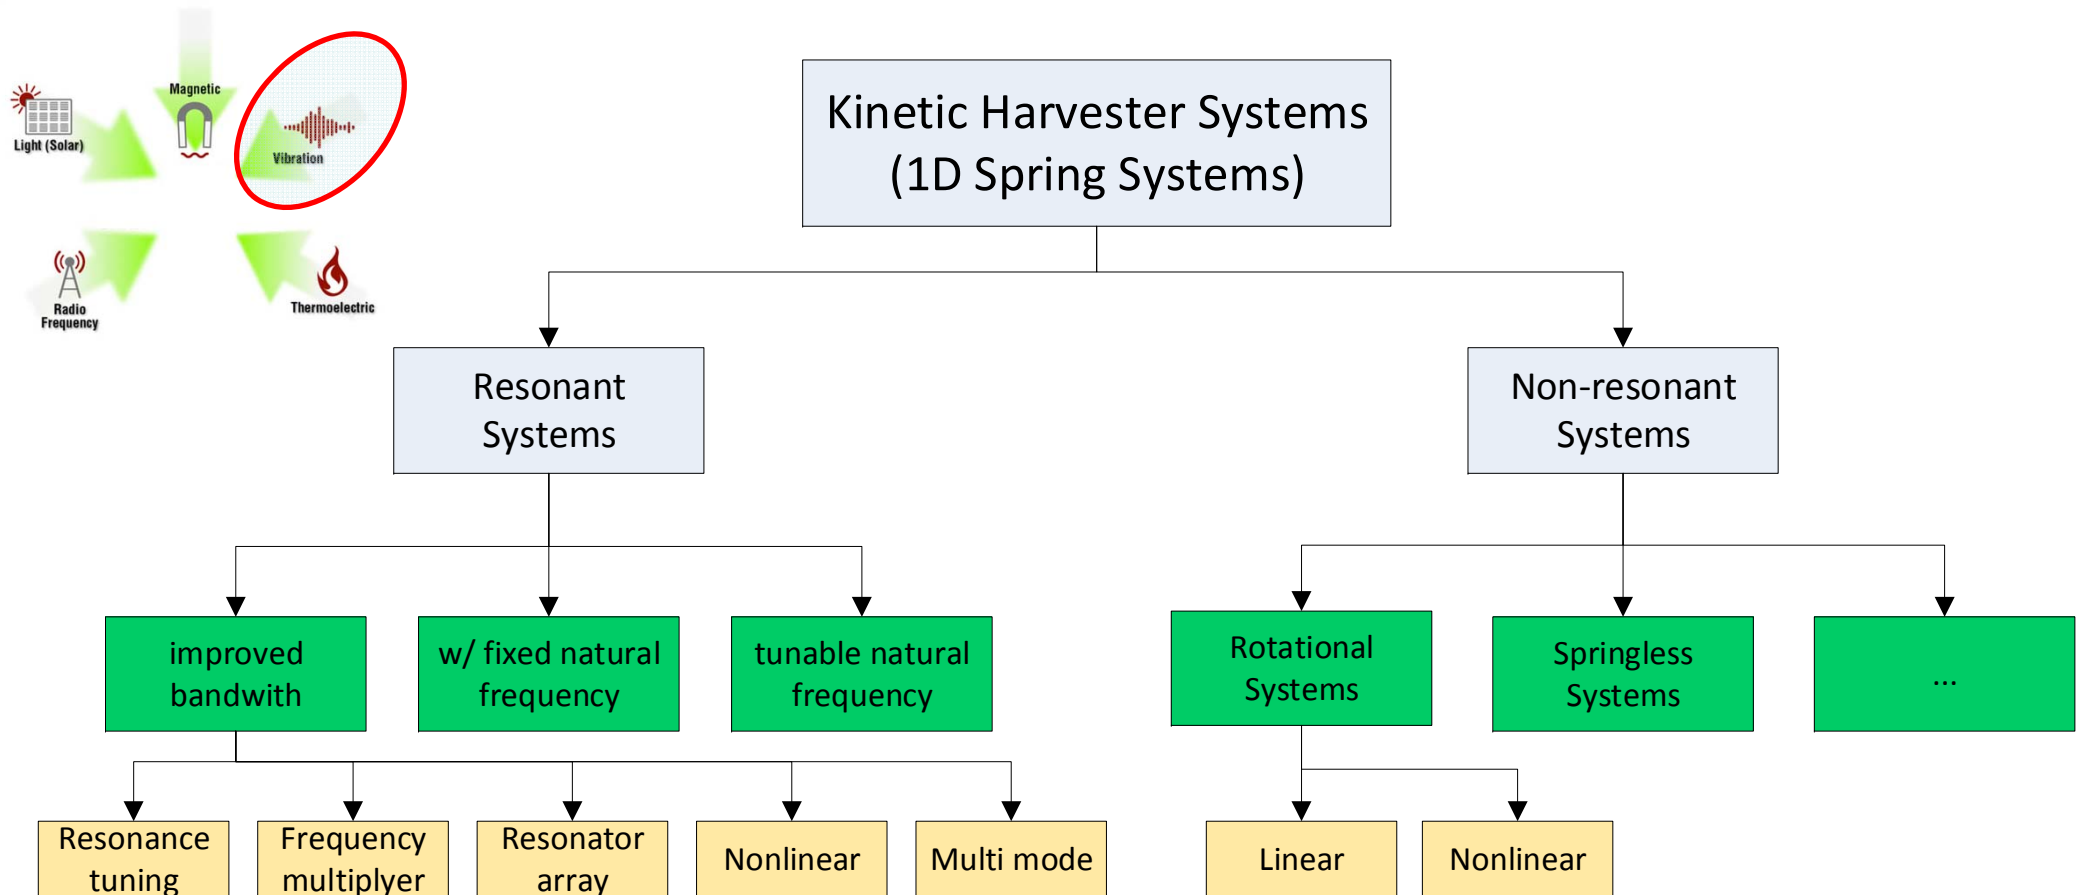 Magnetic
Light (Solar)
Vibration
Radio
Frequency
Thermoelectric
Kinetic Harvester Systems
(1D Spring Systems)
Resonant
Systems
Non-resonant
Systems
improved
bandwith
w/ fixed natural
frequency
tunable natural
frequency
Rotational
Systems
Springless
Systems
...
Resonance
tuning
Frequency
multiplyer
Resonator
array
Nonlinear
Multi mode
Linear
Nonlinear